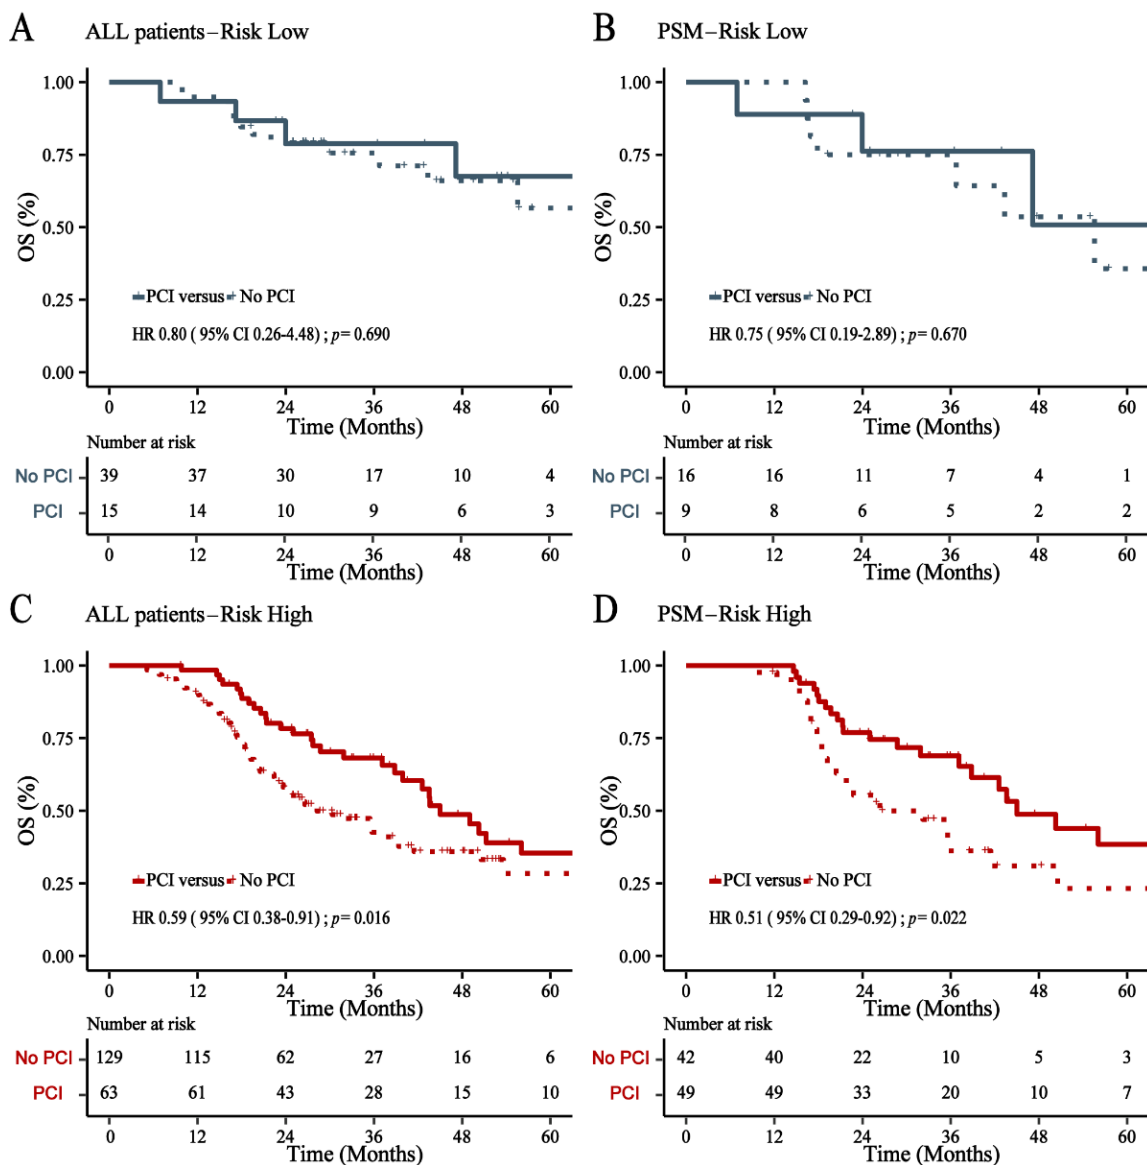 A ALL patients–Risk Low
1.00
0.75
0.50
0.25
0.00
OS (%)
PCI versus No PCI
HR 0.80 ( 95% CI 0.26-4.48) ; p = 0.690
0 12 24 36 48 60
Time (Months)
Number at risk
No PCI 39 37 30 17 10 4
PCI 15 14 10 9 6 3
0 12 24 36 48 60
Time (Months)
B PSM–Risk Low
1.00
0.75
0.50
0.25
0.00
OS (%)
PCI versus No PCI
HR 0.75 ( 95% CI 0.19-2.89) ; p = 0.670
0 12 24 36 48 60
Time (Months)
Number at risk
No PCI 16 16 11 7 4 1
PCI 9 8 6 5 2 2
0 12 24 36 48 60
Time (Months)
C ALL patients–Risk High
1.00
0.75
0.50
0.25
0.00
OS (%)
PCI versus No PCI
HR 0.59 ( 95% CI 0.38-0.91) ; p = 0.016
0 12 24 36 48 60
Time (Months)
Number at risk
No PCI 129 115 62 27 16 6
PCI 63 61 43 28 15 10
0 12 24 36 48 60
Time (Months)
D PSM–Risk High
1.00
0.75
0.50
0.25
0.00
OS (%)
PCI versus No PCI
HR 0.51 ( 95% CI 0.29-0.92) ; p = 0.022
0 12 24 36 48 60
Time (Months)
Number at risk
No PCI 42 40 22 10 5 3
PCI 49 49 33 20 10 7
0 12 24 36 48 60
Time (Months)